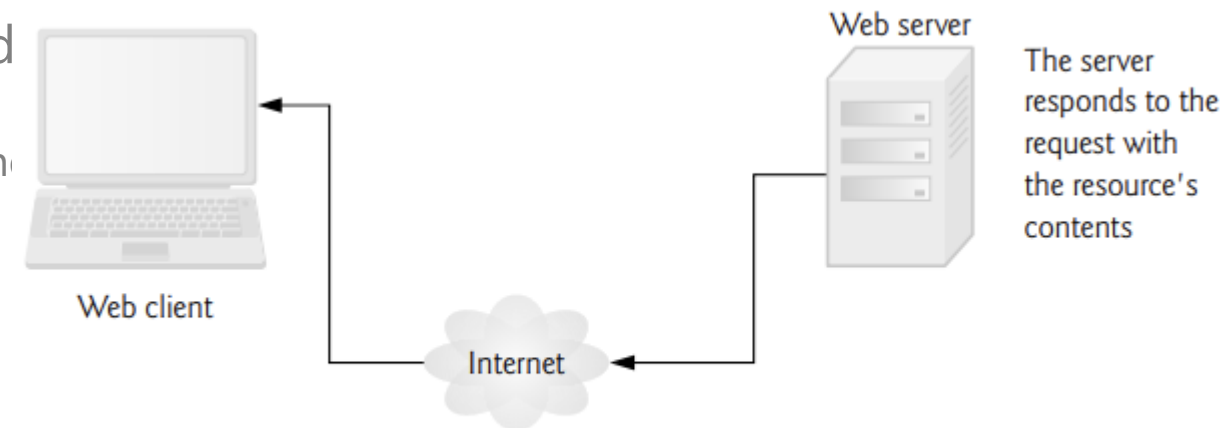 Web server
The server
responds to the
request with
the resource's
contents
Web client
Internet